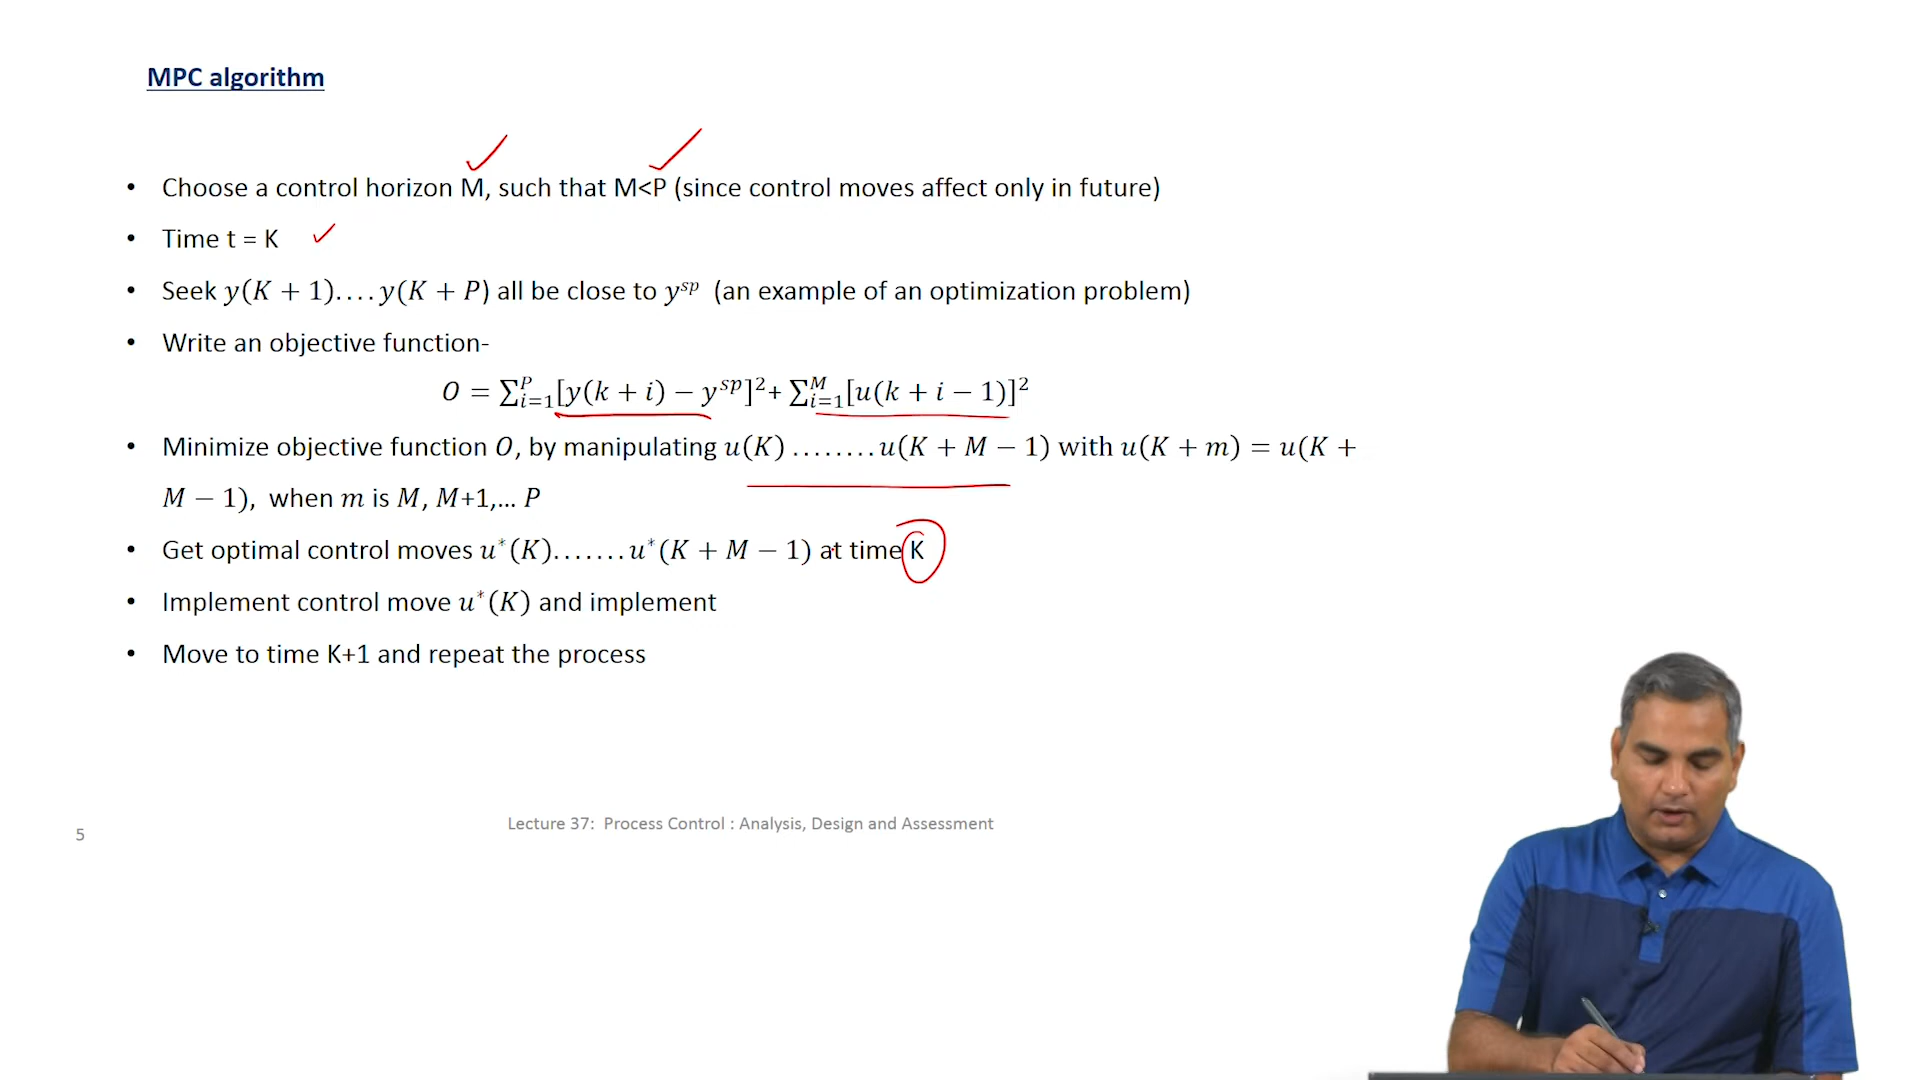 MPC algorithm
• Choose a control horizon M, such that M<P (since control moves affect only in future)
• Time t = K
• Seek y(K + 1).…y(K + P) all be close to y^{sp} (an example of an optimization problem)
• Write an objective function-
O = ∑_{i=1}^{P}[y(k + i) − y^{sp}]^2+ ∑_{i=1}^{M}[u(k + i − 1)]^2
• Minimize objective function O, by manipulating u(K) ........u(K + M − 1) with u(K + m) = u(K +
M − 1), when m is M, M+1,... P
• Get optimal control moves u^*(K).......u^*(K + M − 1) at time K
• Implement control move u^*(K) and implement
• Move to time K+1 and repeat the process
5
Lecture 37: Process Control : Analysis, Design and Assessment